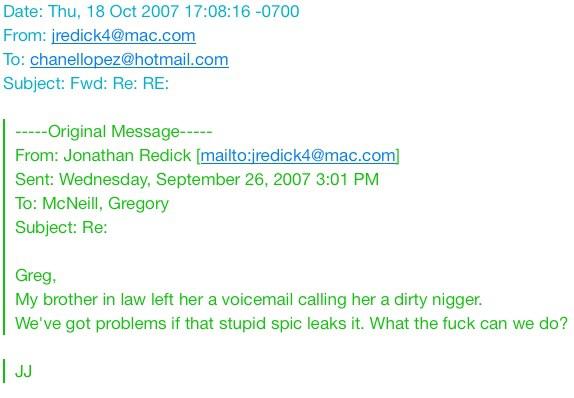 Date: Thu, 18 Oct 2007 17:08:16 -0700
From: jredick4@mac.com
To: chanellopez@hotmail.com
Subject: Fwd: Re: RE:
-----Original Message-----
From: Jonathan Redick [mailto:jredick4@mac.com]
Sent: Wednesday, September 26, 2007 3:01 PM
To: McNeill, Gregory
Subject: Re:
Greg,
My brother in law left her a voicemail calling her a dirty nigger.
We've got problems if that stupid spic leaks it. What the fuck can we do?
JJ